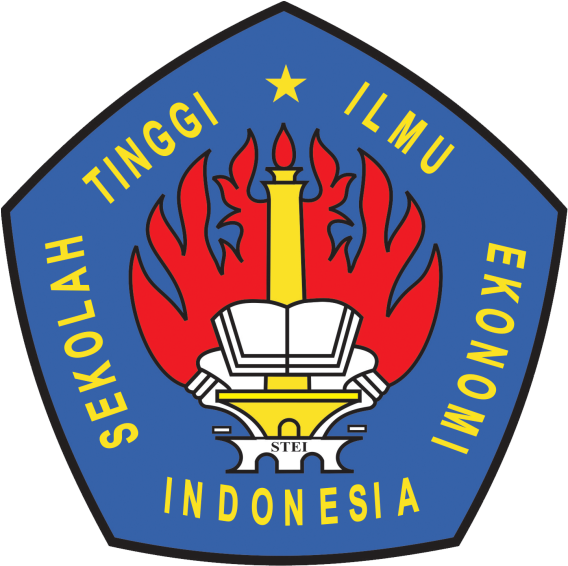 SEKOLAH TINGGI ILMU EKONOMI
INDONESIA
STEI